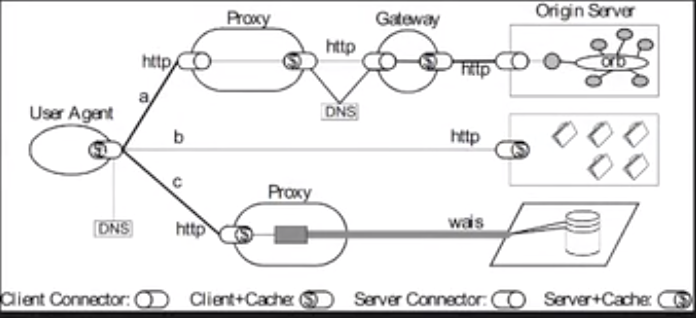 Proxy
Gateway
Origin Server
http
http
http
orb
a
DNS
User Agent
b
http
$
c
Proxy
DNS
http
wais
Client Connector:
Client+Cache: $
Server Connector:
Server+Cache: $